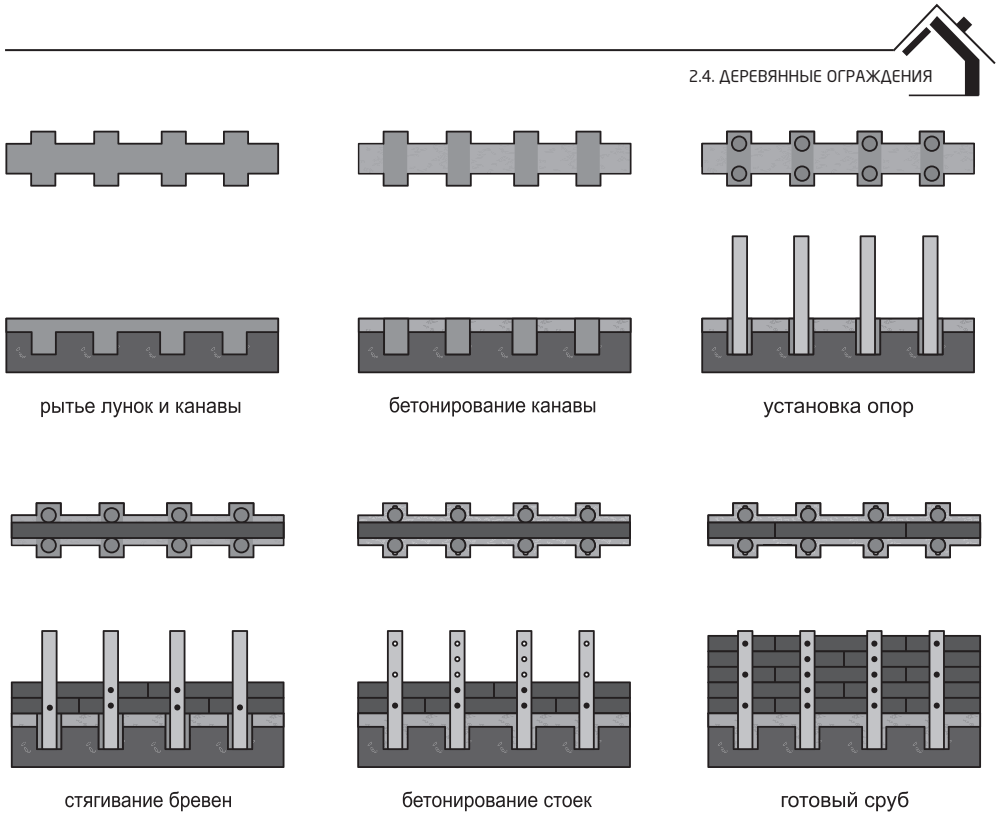 2.4. ДЕРЕВЯННЫЕ ОГРАЖДЕНИЯ
рытье лунок и канавы
бетонирование канавы
установка опор
стягивание бревен
бетонирование стоек
готовый сруб